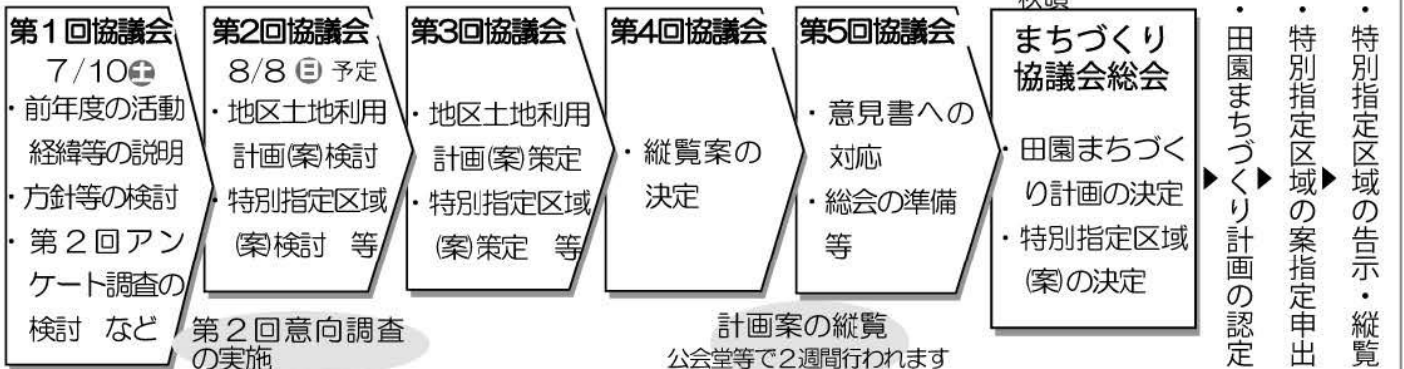 第1回協議会
7/10㊏
・前年度の活動
経緯等の説明
・方針等の検討
・第2回アン
ケート調査の
検討 など
第2回協議会
8/8㊐予定
・地区土地利用
計画(案)検討
・特別指定区域
(案)検討 等
第2回意向調査
の実施
第3回協議会
・地区土地利用
計画(案)策定
・特別指定区域
(案)策定 等
第4回協議会
・縦覧案の
決定
第5回協議会
・意見書への
対応
・総会の準備
等
計画案の縦覧
公会堂等で2週間行われます
まちづくり
協議会総会
・田園まちづく
り計画の決定
・特別指定区域
(案)の決定
▶
・田園まちづくり計画の認定
▶
・特別指定区域の案指定申出
▶
・特別指定区域の告示・縦覧